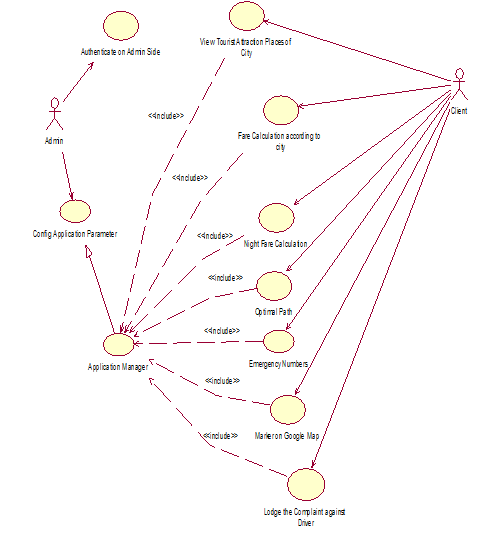 View Tourist Attraction Places of
City
Authenticate on Admin Side
Client
<<include>>
Admin
Fare Calculation according to
city
<<include>>
Config Application Parameter
<<include>>
Night Fare Calculation
<<include>>
Optimal Path
<<include>>
Application Manager
Emergency Numbers
<<include>>
Marker on Google Map
<<include>>
Lodge the Complaint against
Driver